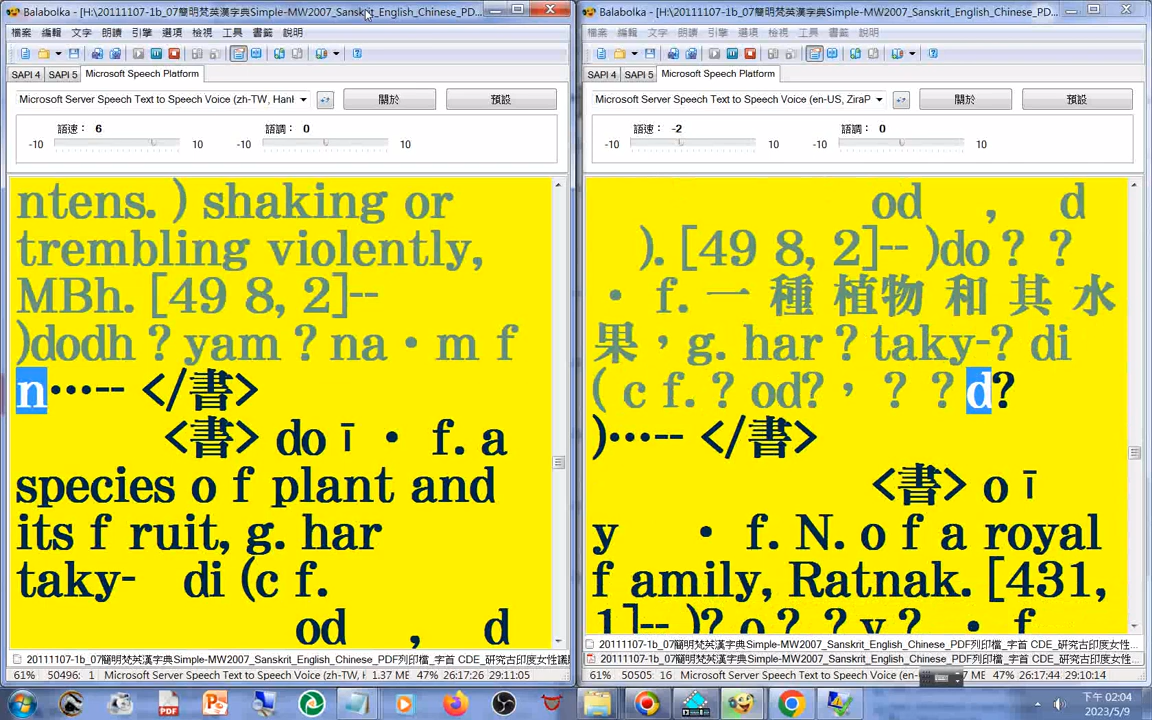 Balabolka - [H:\20111107-1b_07簡明梵英漢字典Simple-MW2007_Sanskrit_English_Chinese_PD...
檔案 編輯 文字 朗讀 引擎 選項 檢視 工具 書籤 說明
SAPI 4 SAPI 5 Microsoft Speech Platform
Microsoft Server Speech Text to Speech Voice (zh-TW, Hanl
關於 預設
語速： 6 語調： 0
-10 10 -10 10
ntens. ) shaking or
trembling violently,
MBh. [49 8, 2]--
)dodh？yam？na‧m f
n…-- </書>
<書> do ī ‧ f. a
species o f plant and
its f ruit, g. har
taky- di (c f.
od , d
20111107-1b_07簡明梵英漢字典Simple-MW2007_Sanskrit_English_Chinese_PDF列印檔_字首 CDE_研究古印度女性議
61% 50496: 1 Microsoft Server Speech Text to Speech Voice (zh-TW, 1.37 MB 47% 26:17:26 29:11:05
Balabolka - [H:\20111107-1b_07簡明梵英漢字典Simple-MW2007_Sanskrit_English_Chinese_PD...
檔案 編輯 文字 朗讀 引擎 選項 檢視 工具 書籤 說明
SAPI 4 SAPI 5 Microsoft Speech Platform
Microsoft Server Speech Text to Speech Voice (en-US, ZiraP
關於 預設
語速： -2 語調： 0
-10 10 -10 10
od , d
). [49 8, 2]-- )do？？
‧ f. 一 種 植物 和 其 水
果，g. har？taky-？di
( c f.？od?，？？d?
)…-- </書>
<書> o ī
y ‧ f. N. o f a royal
f amily, Ratnak. [431,
1]-- )？o？？y？ ‧ f
20111107-1b_07簡明梵英漢字典Simple-MW2007_Sanskrit_English_Chinese_PDF列印檔_字首 CDE_研究古印度女性...
20111107-1b_07簡明梵英漢字典Simple-MW2007_Sanskrit_English_Chinese_PDF列印檔_字首 CDE_研究古印度女性...
61% 50505: 16 Microsoft Server Speech Text to Speech Voice (en-US, 47% 26:17:44 29:10:14
下午 02:04
2023/5/9